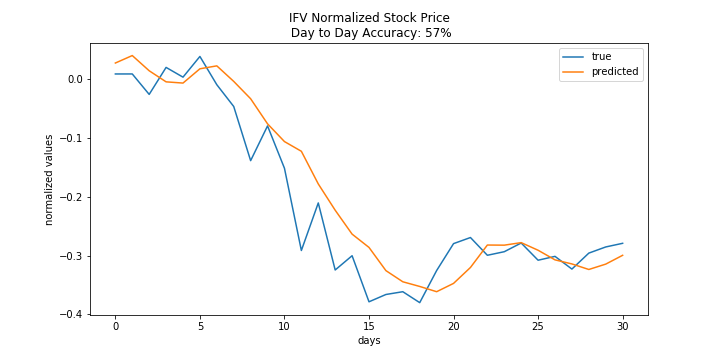 IFV Normalized Stock Price
Day to Day Accuracy: 57%
true
predicted
normalized values
0.0
−0.1
−0.2
−0.3
−0.4
0 5 10 15 20 25 30
days